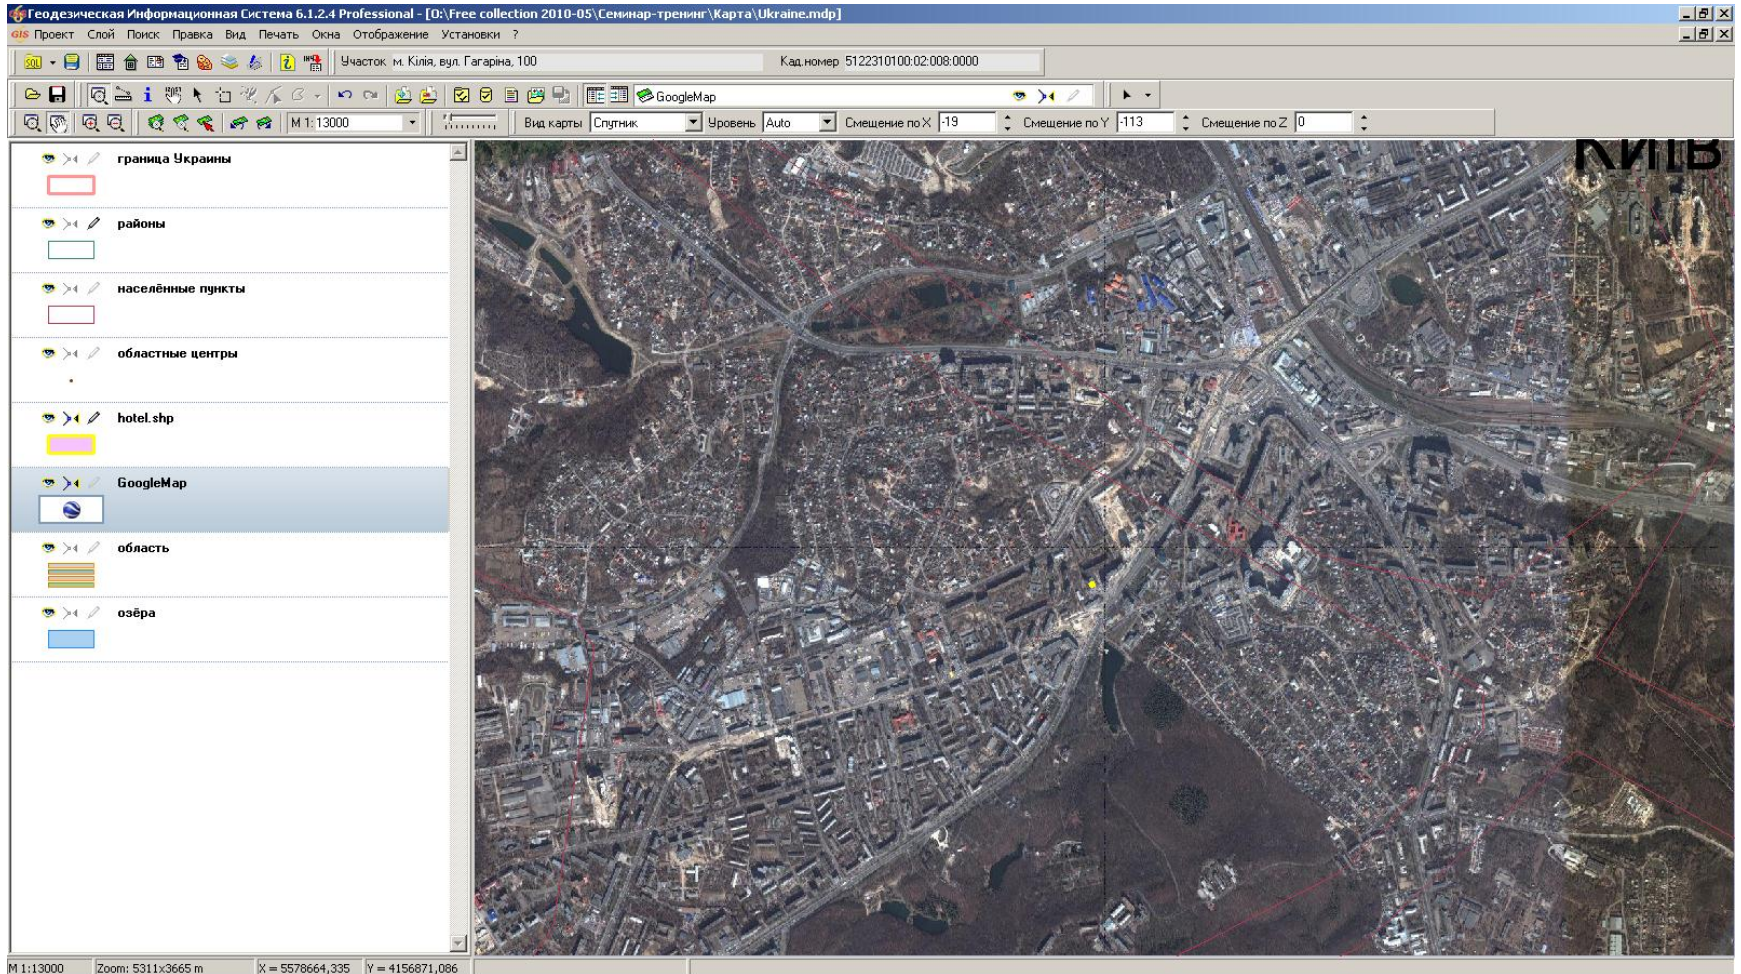 Геодезическая Информационная Система 6.1.2.4 Professional - [O:\Free collection 2010-05\Семинар-тренинг\Карта\Ukraine.mdp]
GIS Проект Слой Поиск Правка Вид Печать Окна Отображение Установки ?
SQL Участок м. Кілія, вул. Гагаріна, 100 Кад.номер 5122310100:02:008:0000
GoogleMap
M 1: 13000 Вид карты Спутник Уровень Auto Смещение по X -19 Смещение по Y -113 Смещение по Z 0
граница Украины
районы
населённые пункты
областные центры
hotel.shp
GoogleMap
область
озёра
КИЇВ
M 1:13000 Zoom: 5311x3665 m X = 5578664,335 Y = 4156871,086